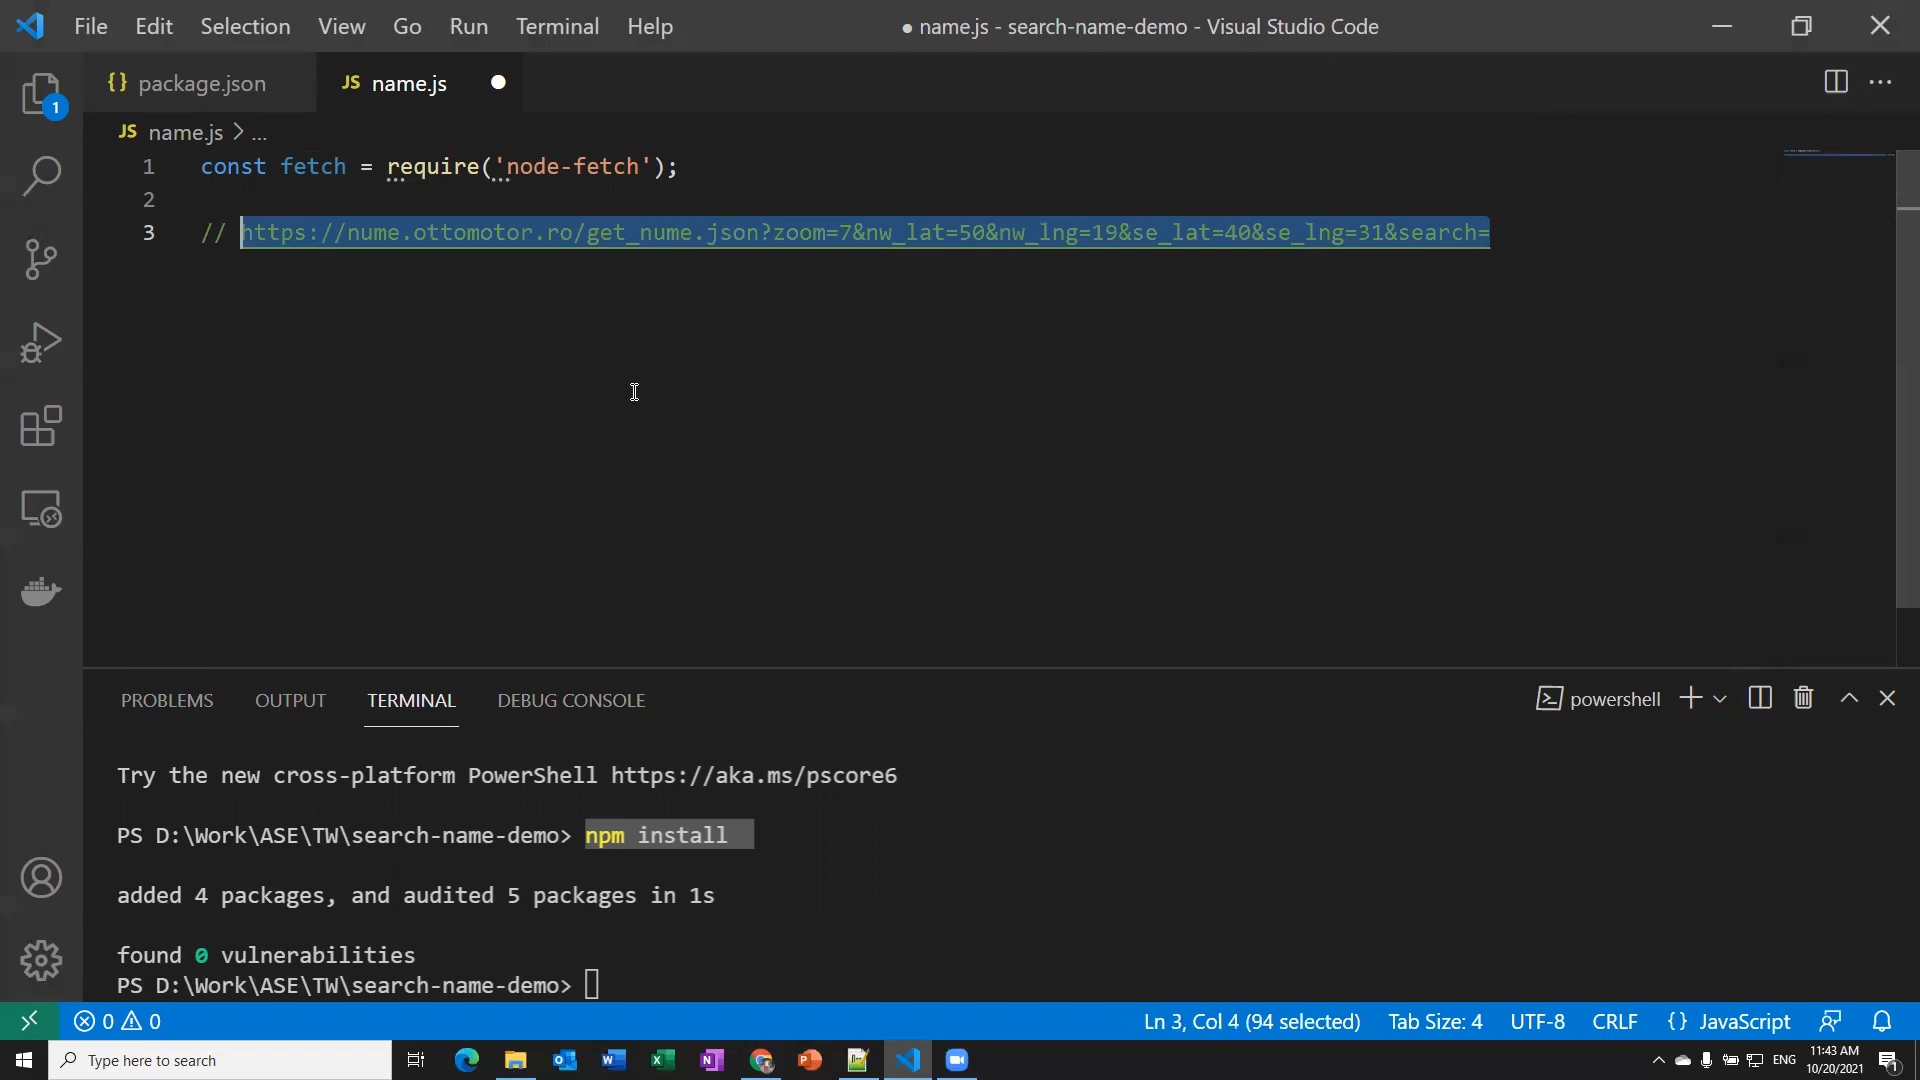 File Edit Selection View Go Run Terminal Help
● name.js - search-name-demo - Visual Studio Code
{} package.json
JS name.js ●
JS name.js > ...
1 const fetch = require('node-fetch');
2
3 // https://nume.ottomotor.ro/get_nume.json?zoom=7&nw_lat=50&nw_lng=19&se_lat=40&se_lng=31&search=
1
PROBLEMS OUTPUT TERMINAL DEBUG CONSOLE
powershell
Try the new cross-platform PowerShell https://aka.ms/pscore6
PS D:\Work\ASE\TW\search-name-demo> npm install
added 4 packages, and audited 5 packages in 1s
found 0 vulnerabilities
PS D:\Work\ASE\TW\search-name-demo>
0 0
Ln 3, Col 4 (94 selected) Tab Size: 4 UTF-8 CRLF {} JavaScript
Type here to search
ENG
11:43 AM
10/20/2021
1